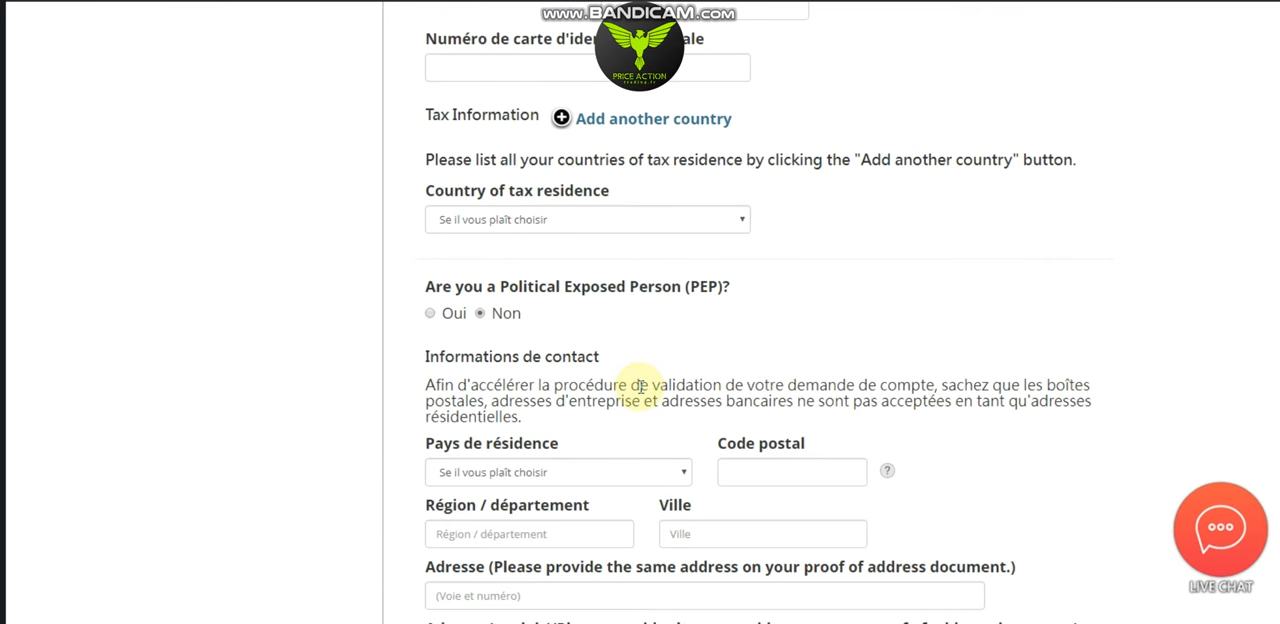 www.BANDICAM.com
Numéro de carte d'iden ale
PRICE ACTION
trading.fr
Tax Information Add another country
Please list all your countries of tax residence by clicking the "Add another country" button.
Country of tax residence
Se il vous plaît choisir
Are you a Political Exposed Person (PEP)?
Oui Non
Informations de contact
Afin d'accélérer la procédure de validation de votre demande de compte, sachez que les boîtes
postales, adresses d'entreprise et adresses bancaires ne sont pas acceptées en tant qu'adresses
résidentielles.
Pays de résidence Code postal
Se il vous plaît choisir ?
Région / département Ville
Région / département Ville
Adresse (Please provide the same address on your proof of address document.)
(Voie et numéro)
LIVE CHAT